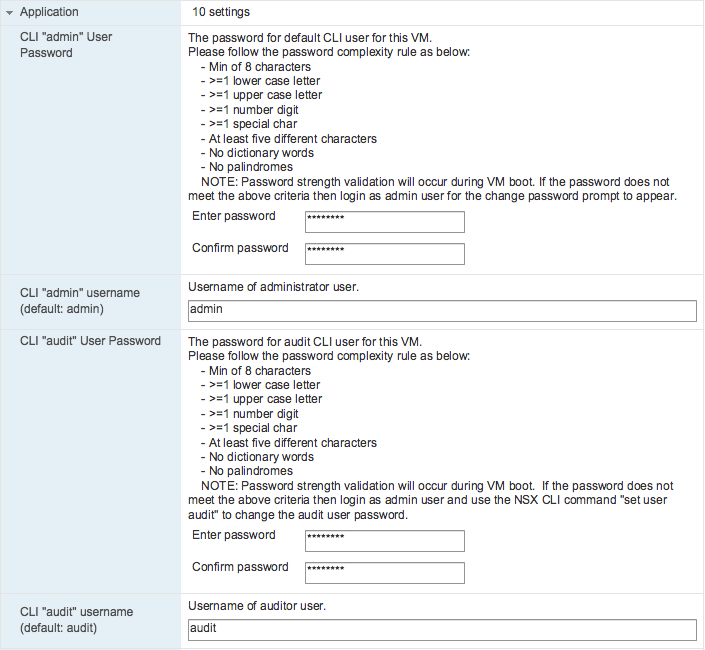 Application 10 settings
CLI "admin" User
Password
The password for default CLI user for this VM.
Please follow the password complexity rule as below:
- Min of 8 characters
- >=1 lower case letter
- >=1 upper case letter
- >=1 number digit
- >=1 special char
- At least five different characters
- No dictionary words
- No palindromes
NOTE: Password strength validation will occur during VM boot. If the password does not
meet the above criteria then login as admin user for the change password prompt to appear.
Enter password ********
Confirm password ********
CLI "admin" username
(default: admin)
Username of administrator user.
admin
CLI "audit" User Password
The password for audit CLI user for this VM.
Please follow the password complexity rule as below:
- Min of 8 characters
- >=1 lower case letter
- >=1 upper case letter
- >=1 number digit
- >=1 special char
- At least five different characters
- No dictionary words
- No palindromes
NOTE: Password strength validation will occur during VM boot.  If the password does not
meet the above criteria then login as admin user and use the NSX CLI command "set user
audit" to change the audit user password.
Enter password ********
Confirm password ********
CLI "audit" username
(default: audit)
Username of auditor user.
audit